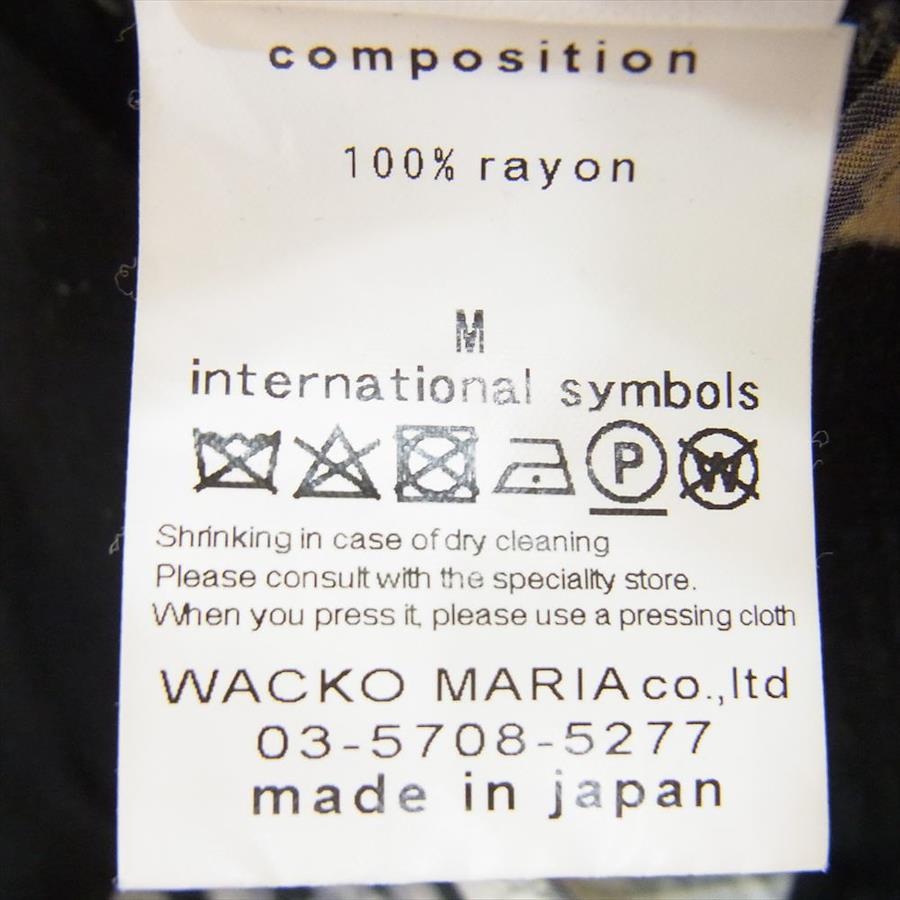 composition
100% rayon
M
international symbols
P W
Shrinking in case of dry cleaning
Please consult with the speciality store.
When you press it, please use a pressing cloth
WACKO MARIA co.,ltd
03-5708-5277
made in japan